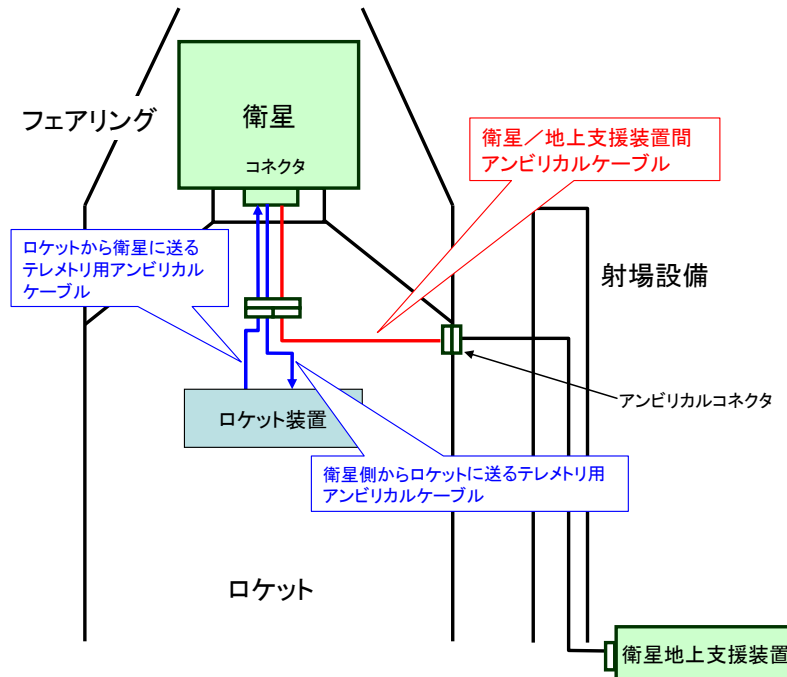 フェアリング
衛星
コネクタ
衛星／地上支援装置間
アンビリカルケーブル
ロケットから衛星に送る
テレメトリ用アンビリカル
ケーブル
射場設備
アンビリカルコネクタ
ロケット装置
衛星側からロケットに送るテレメトリ用
アンビリカルケーブル
ロケット
衛星地上支援装置